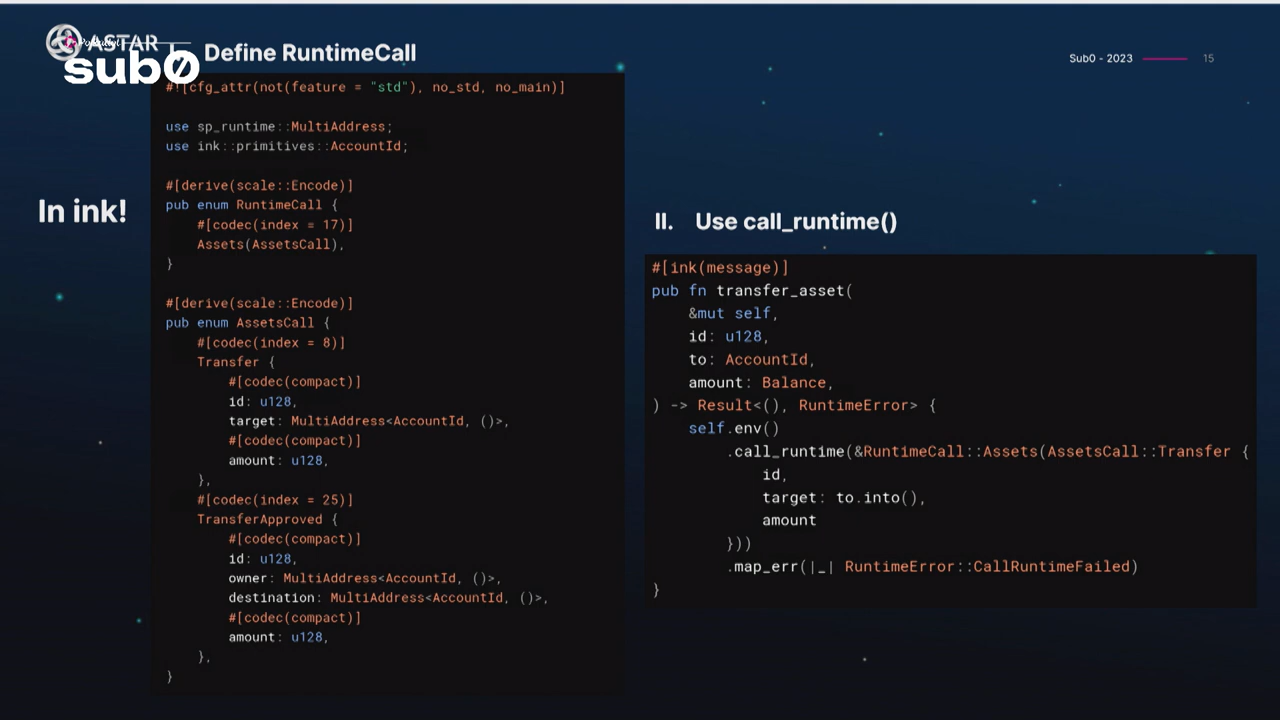 ASTAR
Polkadot
sub0
Define RuntimeCall
Sub0 - 2023
15
#![cfg_attr(not(feature = "std"), no_std, no_main)]
use sp_runtime::MultiAddress;
use ink::primitives::AccountId;
#[derive(scale::Encode)]
pub enum RuntimeCall {
    #[codec(index = 17)]
    Assets(AssetsCall),
}
#[derive(scale::Encode)]
pub enum AssetsCall {
    #[codec(index = 8)]
    Transfer {
        #[codec(compact)]
        id: u128,
        target: MultiAddress<AccountId, ()>,
        #[codec(compact)]
        amount: u128,
    },
    #[codec(index = 25)]
    TransferApproved {
        #[codec(compact)]
        id: u128,
        owner: MultiAddress<AccountId, ()>,
        destination: MultiAddress<AccountId, ()>,
        #[codec(compact)]
        amount: u128,
    },
}
In ink!
II. Use call_runtime()
#[ink(message)]
pub fn transfer_asset(
    &mut self,
    id: u128,
    to: AccountId,
    amount: Balance,
) -> Result<(), RuntimeError> {
    self.env()
        .call_runtime(&RuntimeCall::Assets(AssetsCall::Transfer {
            id,
            target: to.into(),
            amount
        }))
        .map_err(|_| RuntimeError::CallRuntimeFailed)
}